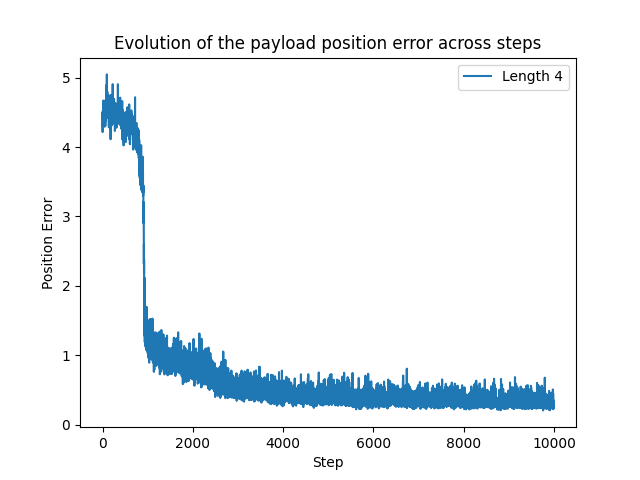 Evolution of the payload position error across steps
Length 4
5
4
3
2
1
0
Position Error
0 2000 4000 6000 8000 10000
Step